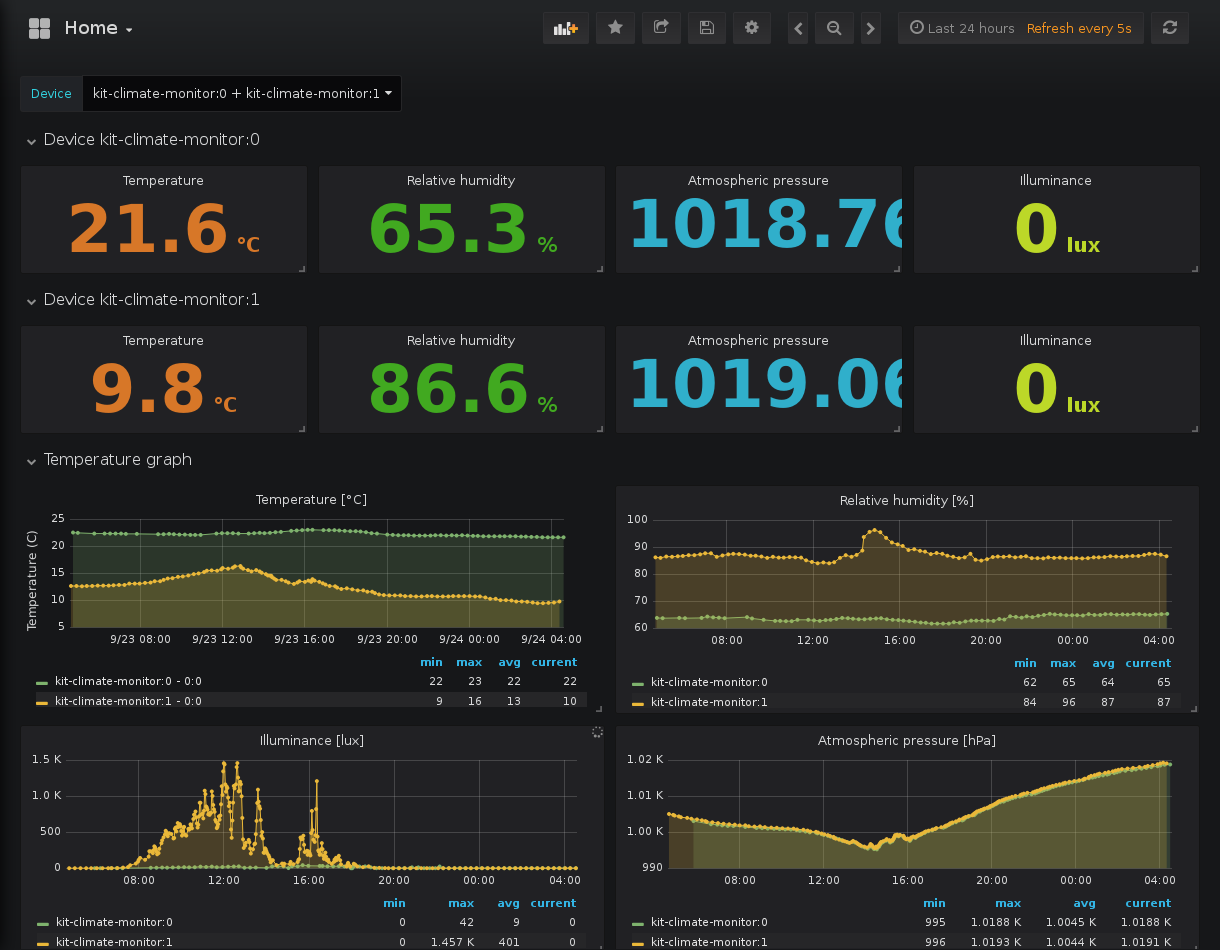 Home
Last 24 hours Refresh every 5s
Device kit-climate-monitor:0 + kit-climate-monitor:1
Device kit-climate-monitor:0
Temperature Relative humidity Atmospheric pressure Illuminance
21.6 °C 65.3 % 1018.76 0 lux
Device kit-climate-monitor:1
Temperature Relative humidity Atmospheric pressure Illuminance
9.8 °C 86.6 % 1019.06 0 lux
Temperature graph
Temperature [°C]
Temperature (C)
25
20
15
10
5
9/23 08:00 9/23 12:00 9/23 16:00 9/23 20:00 9/24 00:00 9/24 04:00
min max avg current
kit-climate-monitor:0 - 0:0 22 23 22 22
kit-climate-monitor:1 - 0:0 9 16 13 10
Relative humidity [%]
100
90
80
70
60
08:00 12:00 16:00 20:00 00:00 04:00
min max avg current
kit-climate-monitor:0 62 65 64 65
kit-climate-monitor:1 84 96 87 87
Illuminance [lux]
1.5 K
1.0 K
500
0
08:00 12:00 16:00 20:00 00:00 04:00
min max avg current
kit-climate-monitor:0 0 42 9 0
kit-climate-monitor:1 0 1.457 K 401 0
Atmospheric pressure [hPa]
1.02 K
1.01 K
1.00 K
990
08:00 12:00 16:00 20:00 00:00 04:00
min max avg current
kit-climate-monitor:0 995 1.0188 K 1.0045 K 1.0188 K
kit-climate-monitor:1 996 1.0193 K 1.0044 K 1.0191 K